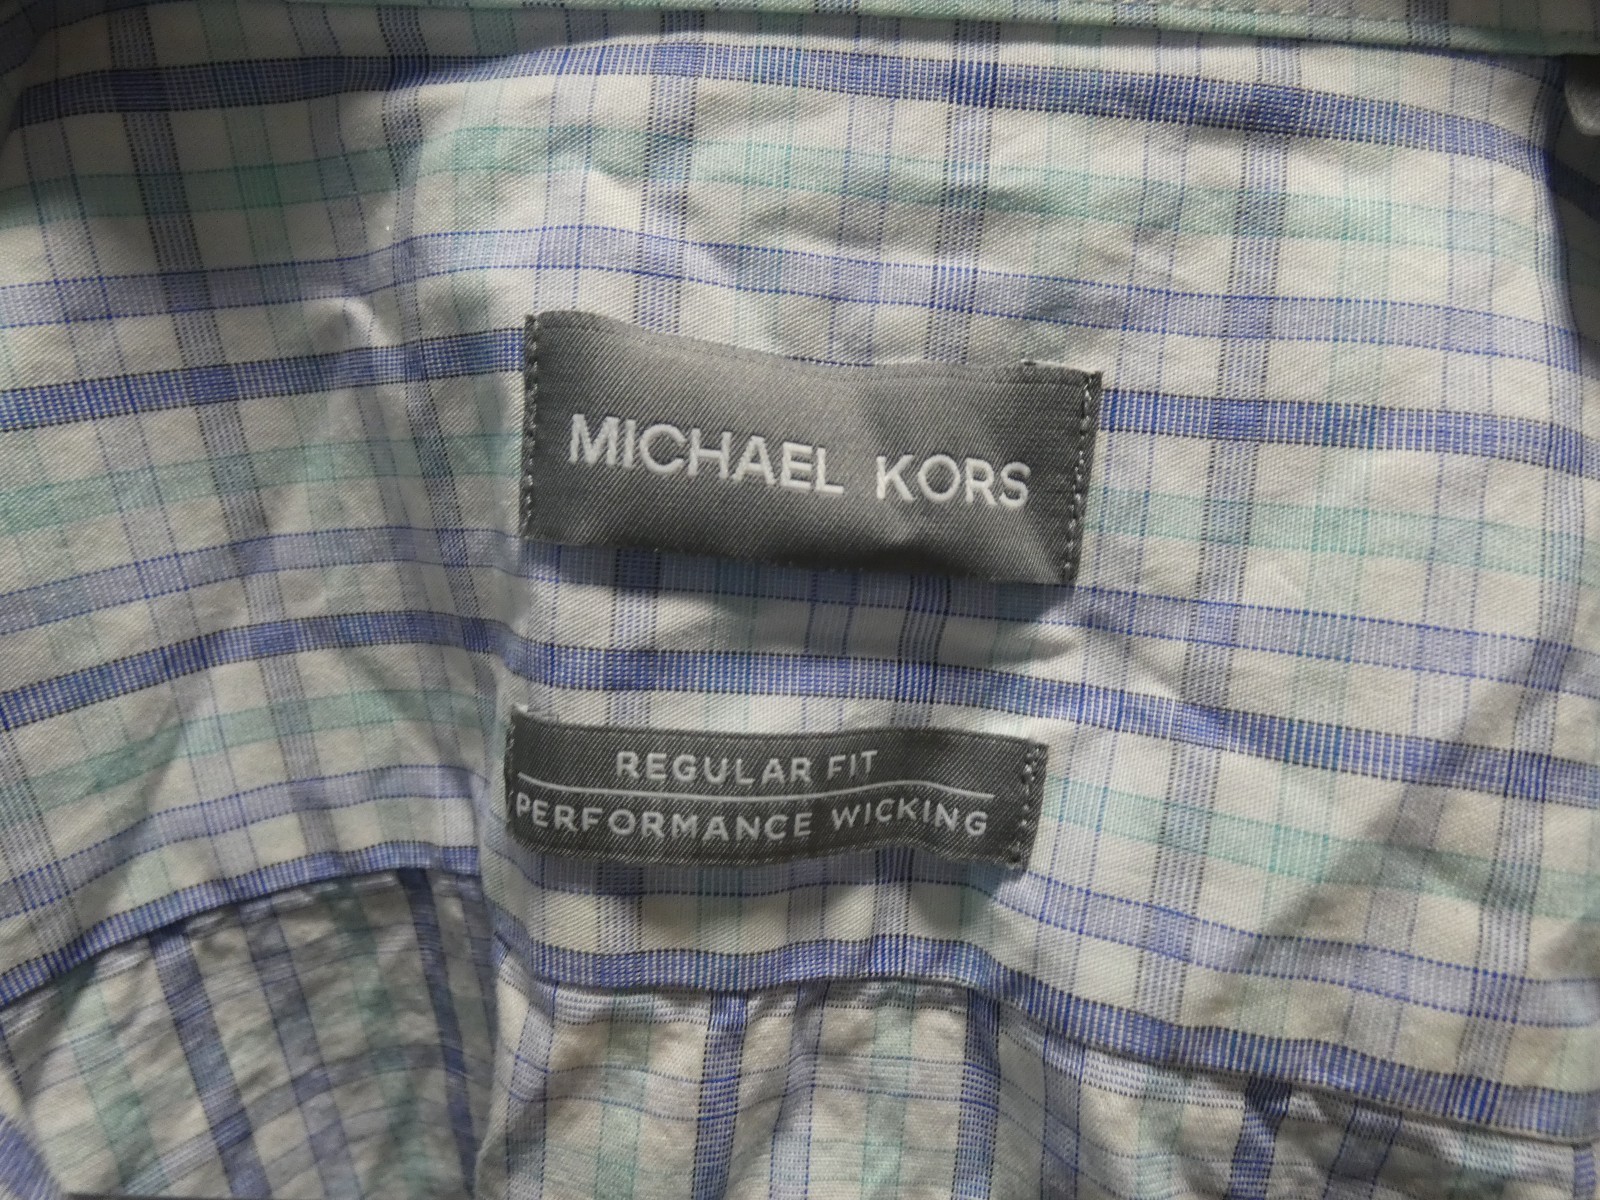 MICHAEL KORS
REGULAR FIT
PERFORMANCE WICKING